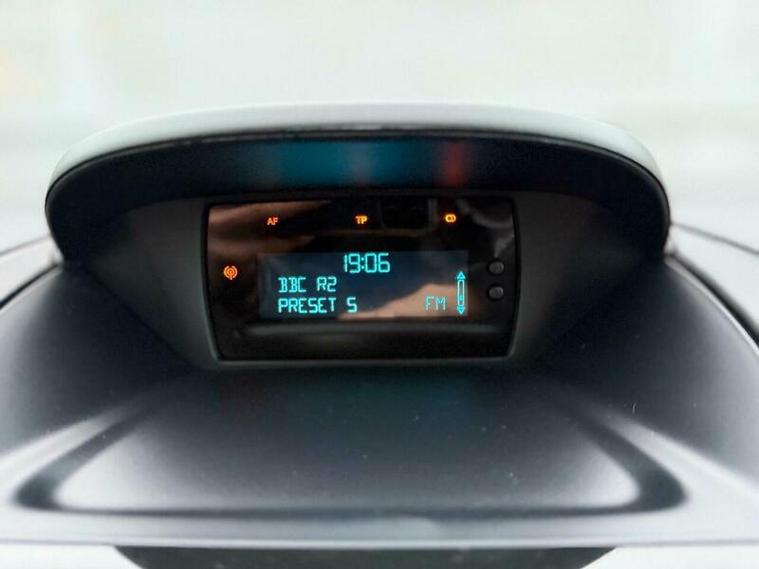 AF TP
19:06
BBC R2
PRESET 5 FM